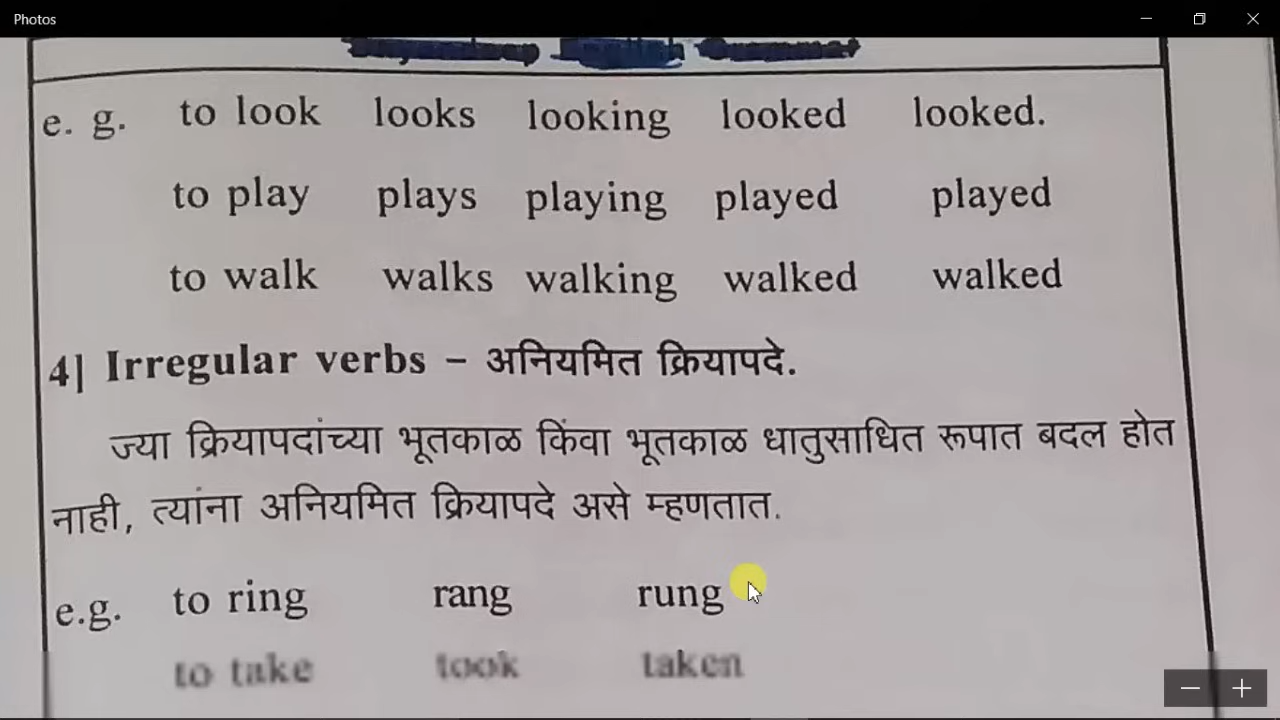 Photos
e. g. to look looks looking looked looked.
to play plays playing played played
to walk walks walking walked walked
4| Irregular verbs – अनियमित क्रियापदे.
ज्या क्रियापदांच्या भूतकाळ किंवा भूतकाळ धातुसाधित रूपात बदल होत
नाही, त्यांना अनियमित क्रियापदे असे म्हणतात.
e.g. to ring rang rung
to take took taken